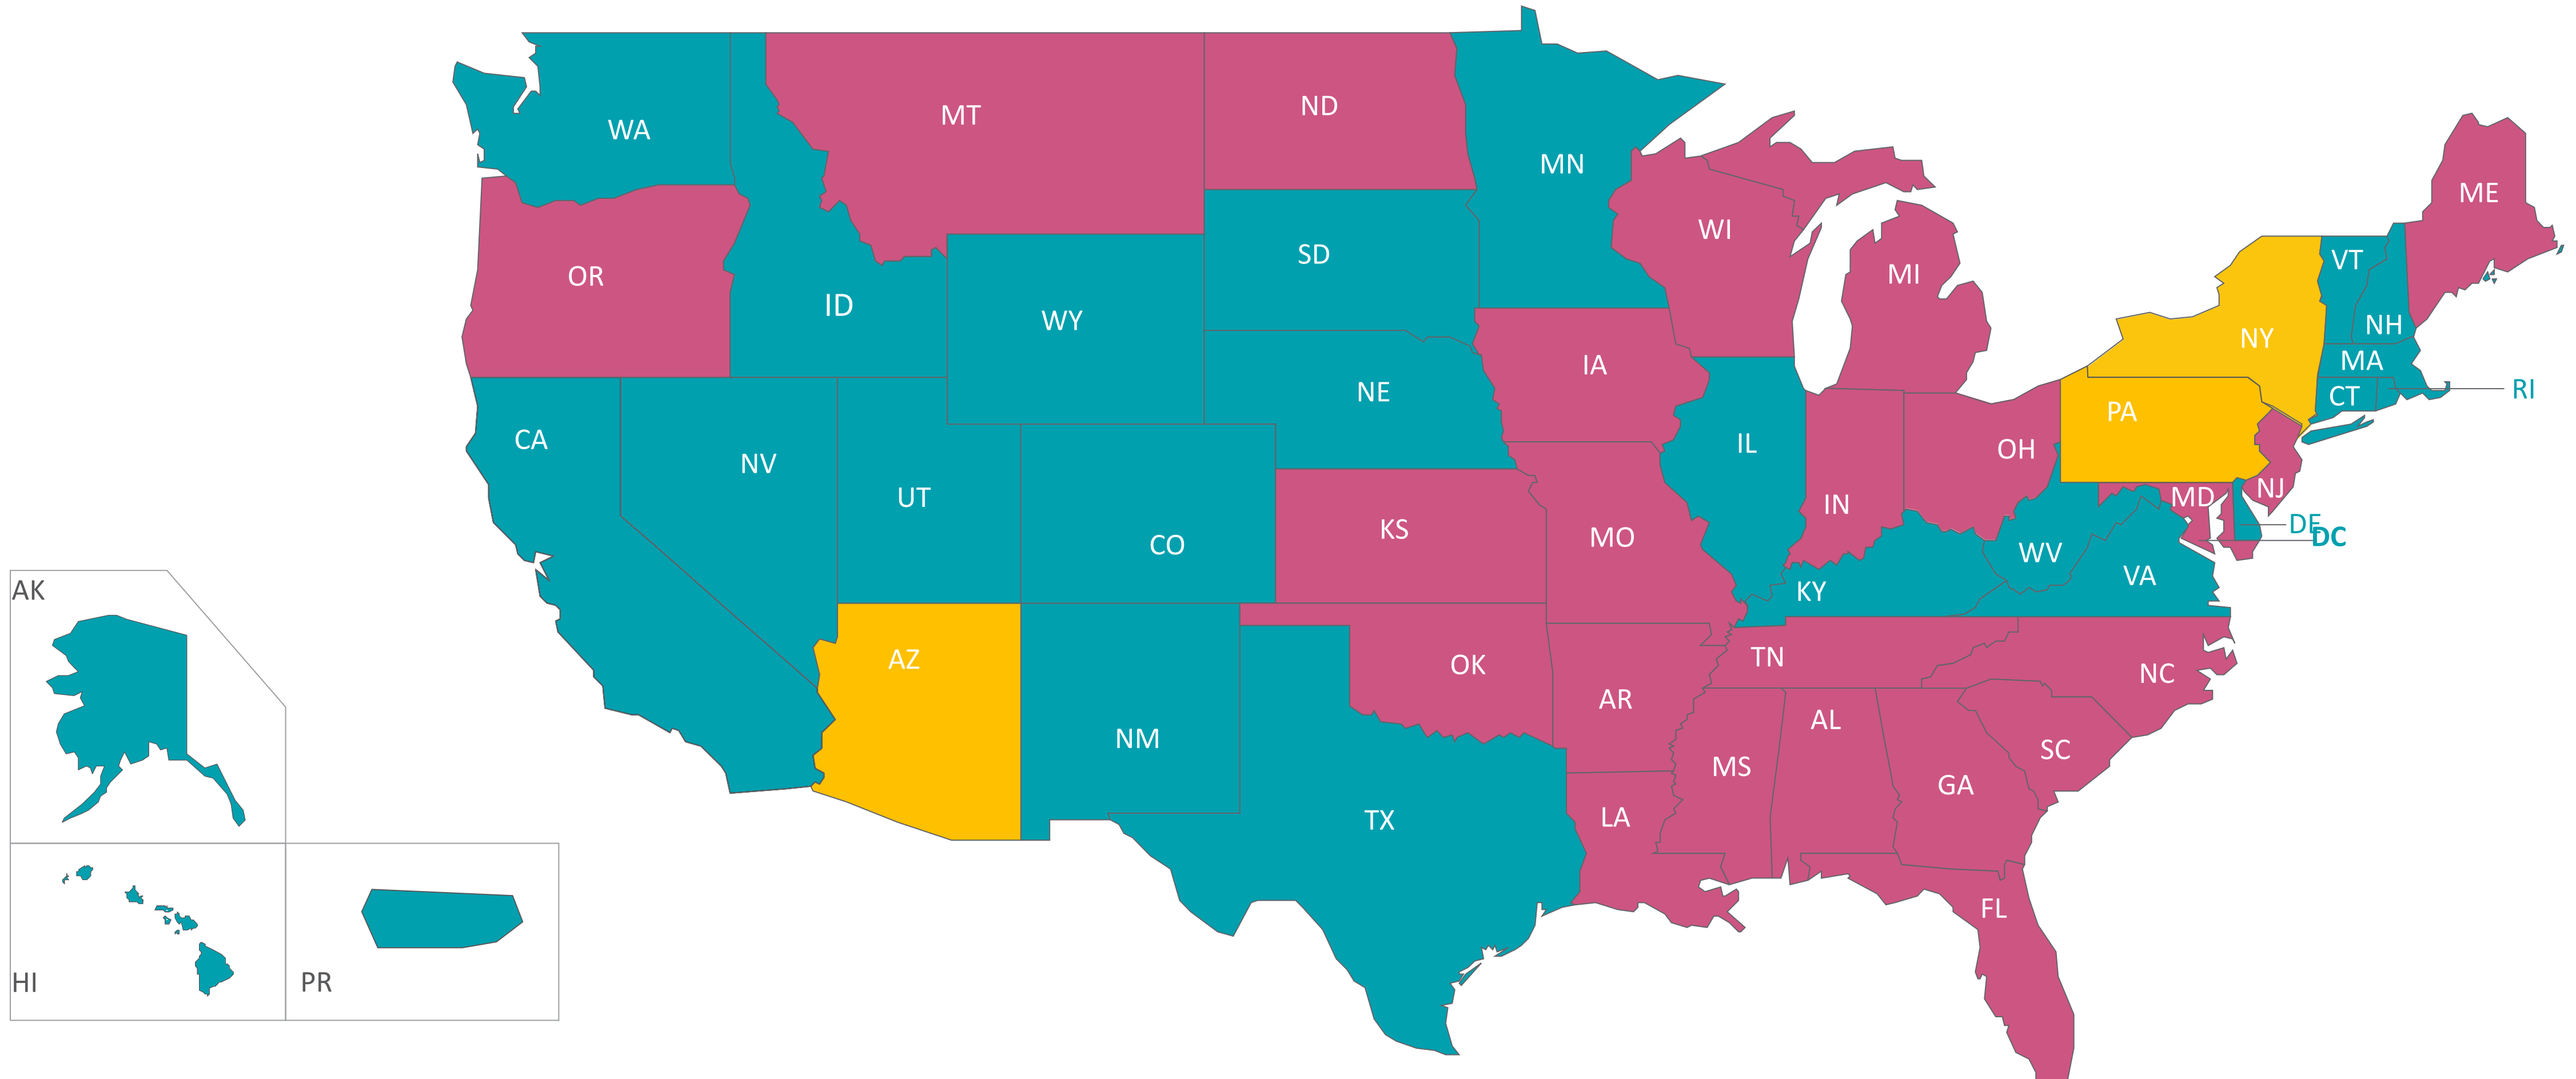 WA
MT
ND
MN
ME
OR
ID
WY
SD
WI
MI
VT
NH
NY
MA
CT
RI
IA
NE
PA
CA
NV
UT
CO
KS
MO
IL
IN
OH
NJ
MD
DE
DC
WV
VA
KY
AK
AZ
NM
OK
AR
TN
NC
TX
LA
MS
AL
GA
SC
FL
HI
PR